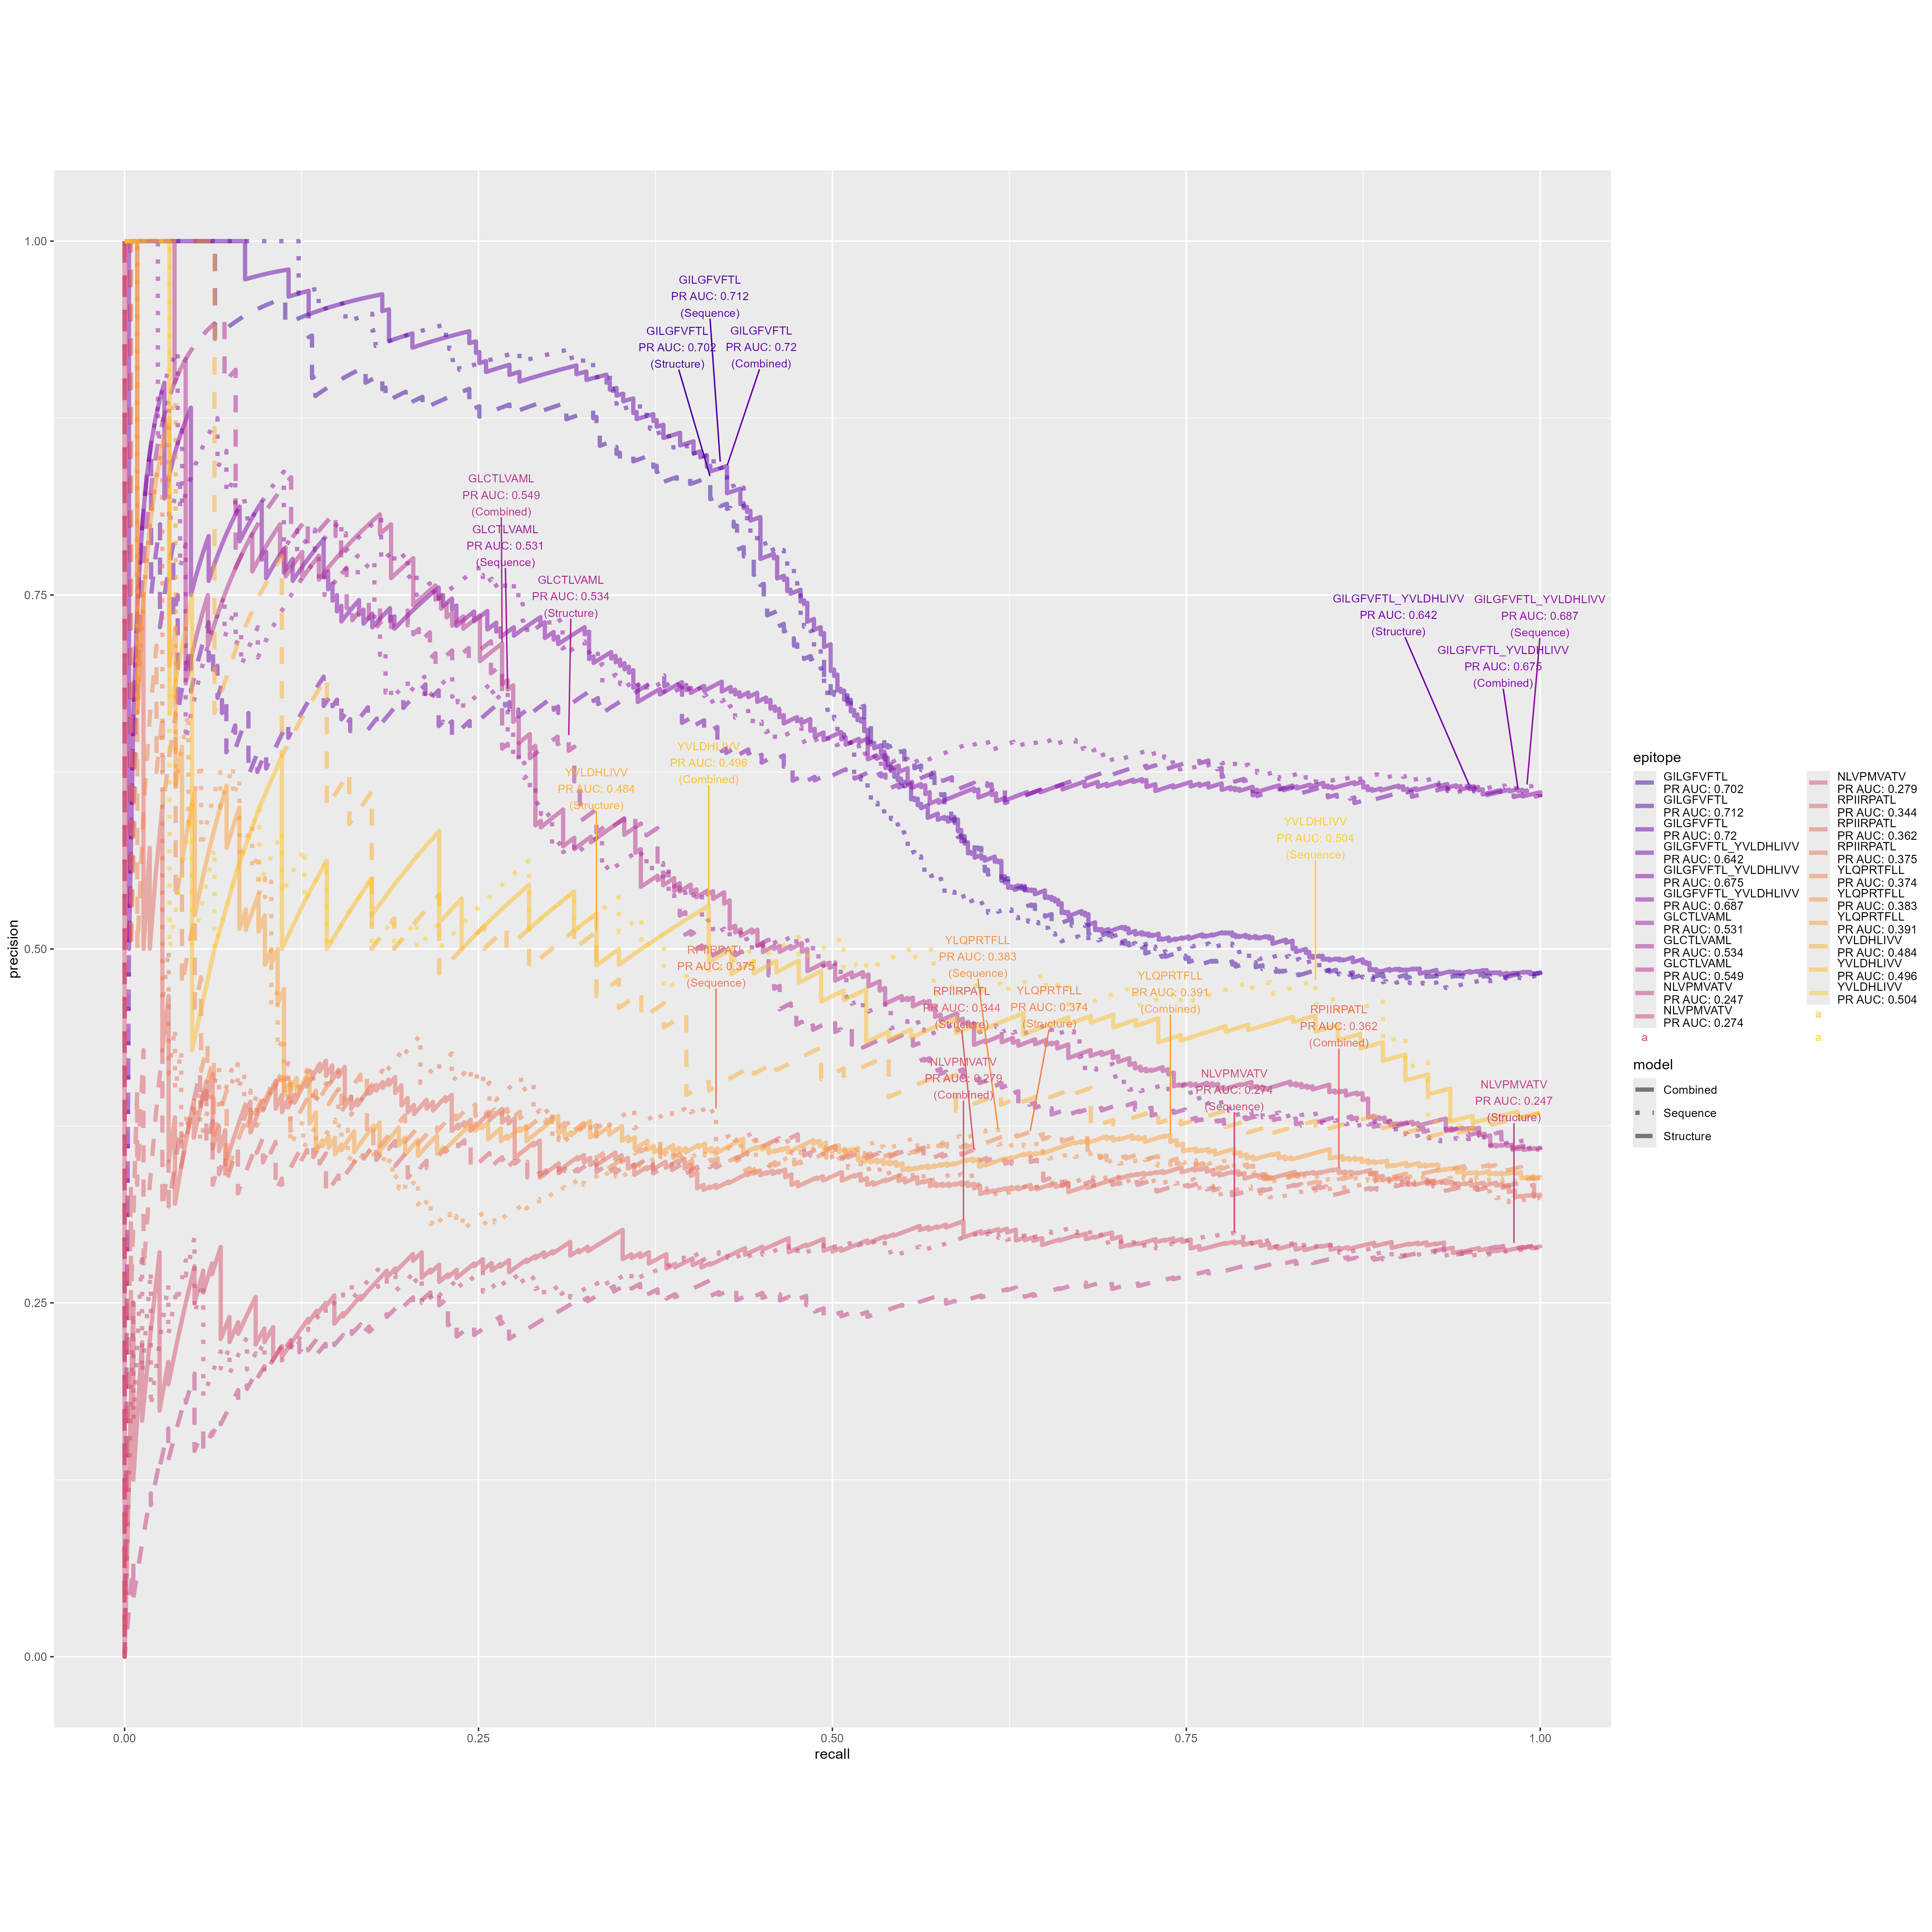 GILGFVFTL
PR AUC: 0.712
(Sequence)
GILGFVFTL
PR AUC: 0.702
(Structure)
GILGFVFTL
PR AUC: 0.72
(Combined)
GLCTLVAML
PR AUC: 0.549
(Combined)
GLCTLVAML
PR AUC: 0.531
(Sequence)
GLCTLVAML
PR AUC: 0.534
(Structure)
GILGFVFTL_YVLDHLIVV
PR AUC: 0.642
(Structure)
GILGFVFTL_YVLDHLIVV
PR AUC: 0.687
(Sequence)
GILGFVFTL_YVLDHLIVV
PR AUC: 0.675
(Combined)
YVLDHLIVV
PR AUC: 0.496
(Combined)
YVLDHLIVV
PR AUC: 0.484
(Structure)
YVLDHLIVV
PR AUC: 0.504
(Sequence)
RPIIRPATL
PR AUC: 0.375
(Sequence)
YLQPRTFLL
PR AUC: 0.383
(Sequence)
RPIIRPATL
PR AUC: 0.344
(Structure)
YLQPRTFLL
PR AUC: 0.374
(Structure)
YLQPRTFLL
PR AUC: 0.391
(Combined)
RPIIRPATL
PR AUC: 0.362
(Combined)
NLVPMVATV
PR AUC: 0.279
(Combined)
NLVPMVATV
PR AUC: 0.274
(Sequence)
NLVPMVATV
PR AUC: 0.247
(Structure)
1.00
0.75
0.50
0.25
0.00
precision
0.00
0.25
0.50
0.75
1.00
recall
epitope
GILGFVFTL
PR AUC: 0.702
GILGFVFTL
PR AUC: 0.712
GILGFVFTL
PR AUC: 0.72
GILGFVFTL_YVLDHLIVV
PR AUC: 0.642
GILGFVFTL_YVLDHLIVV
PR AUC: 0.675
GILGFVFTL_YVLDHLIVV
PR AUC: 0.687
GLCTLVAML
PR AUC: 0.531
GLCTLVAML
PR AUC: 0.534
GLCTLVAML
PR AUC: 0.549
NLVPMVATV
PR AUC: 0.247
NLVPMVATV
PR AUC: 0.274
a
NLVPMVATV
PR AUC: 0.279
RPIIRPATL
PR AUC: 0.344
RPIIRPATL
PR AUC: 0.362
RPIIRPATL
PR AUC: 0.375
YLQPRTFLL
PR AUC: 0.374
YLQPRTFLL
PR AUC: 0.383
YLQPRTFLL
PR AUC: 0.391
YVLDHLIVV
PR AUC: 0.484
YVLDHLIVV
PR AUC: 0.496
YVLDHLIVV
PR AUC: 0.504
a
a
model
Combined
Sequence
Structure